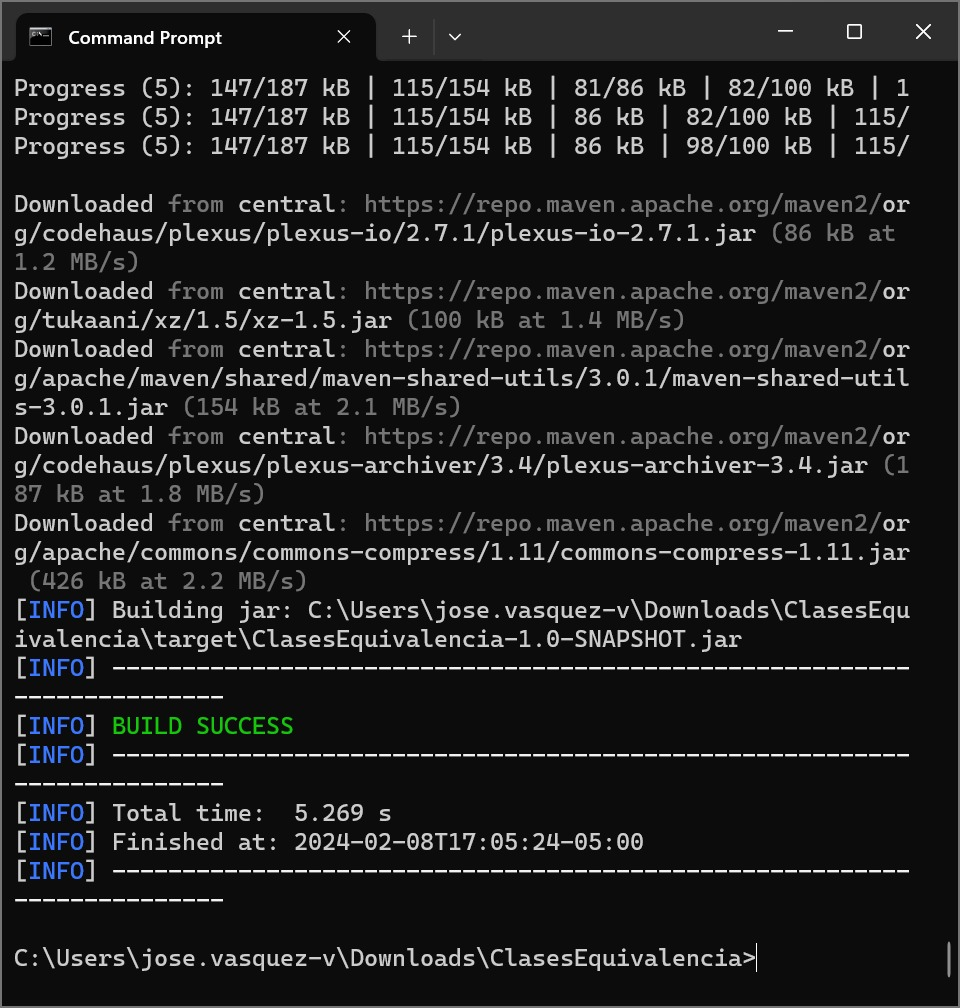 Command Prompt
Progress (5): 147/187 kB | 115/154 kB | 81/86 kB | 82/100 kB | 1
Progress (5): 147/187 kB | 115/154 kB | 86 kB | 82/100 kB | 115/
Progress (5): 147/187 kB | 115/154 kB | 86 kB | 98/100 kB | 115/
Downloaded from central: https://repo.maven.apache.org/maven2/or
g/codehaus/plexus/plexus-io/2.7.1/plexus-io-2.7.1.jar (86 kB at
1.2 MB/s)
Downloaded from central: https://repo.maven.apache.org/maven2/or
g/tukaani/xz/1.5/xz-1.5.jar (100 kB at 1.4 MB/s)
Downloaded from central: https://repo.maven.apache.org/maven2/or
g/apache/maven/shared/maven-shared-utils/3.0.1/maven-shared-util
s-3.0.1.jar (154 kB at 2.1 MB/s)
Downloaded from central: https://repo.maven.apache.org/maven2/or
g/codehaus/plexus/plexus-archiver/3.4/plexus-archiver-3.4.jar (1
87 kB at 1.8 MB/s)
Downloaded from central: https://repo.maven.apache.org/maven2/or
g/apache/commons/commons-compress/1.11/commons-compress-1.11.jar
 (426 kB at 2.2 MB/s)
[INFO] Building jar: C:\Users\jose.vasquez-v\Downloads\ClasesEqu
ivalencia\target\ClasesEquivalencia-1.0-SNAPSHOT.jar
[INFO] ---------------------------------------------------------
---------------
[INFO] BUILD SUCCESS
[INFO] ---------------------------------------------------------
---------------
[INFO] Total time:  5.269 s
[INFO] Finished at: 2024-02-08T17:05:24-05:00
[INFO] ---------------------------------------------------------
---------------
C:\Users\jose.vasquez-v\Downloads\ClasesEquivalencia>